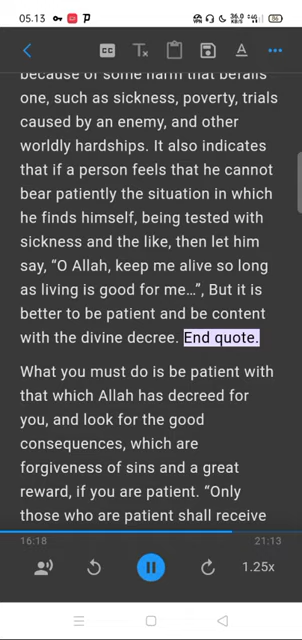 05.13
36.0
KB/s
4G
86
because of some harm that befalls
one, such as sickness, poverty, trials
caused by an enemy, and other
worldly hardships. It also indicates
that if a person feels that he cannot
bear patiently the situation in which
he finds himself, being tested with
sickness and the like, then let him
say, “O Allah, keep me alive so long
as living is good for me…”, But it is
better to be patient and be content
with the divine decree. End quote.
What you must do is be patient with
that which Allah has decreed for
you, and look for the good
consequences, which are
forgiveness of sins and a great
reward, if you are patient. “Only
those who are patient shall receive
16:18
21:13
1.25x